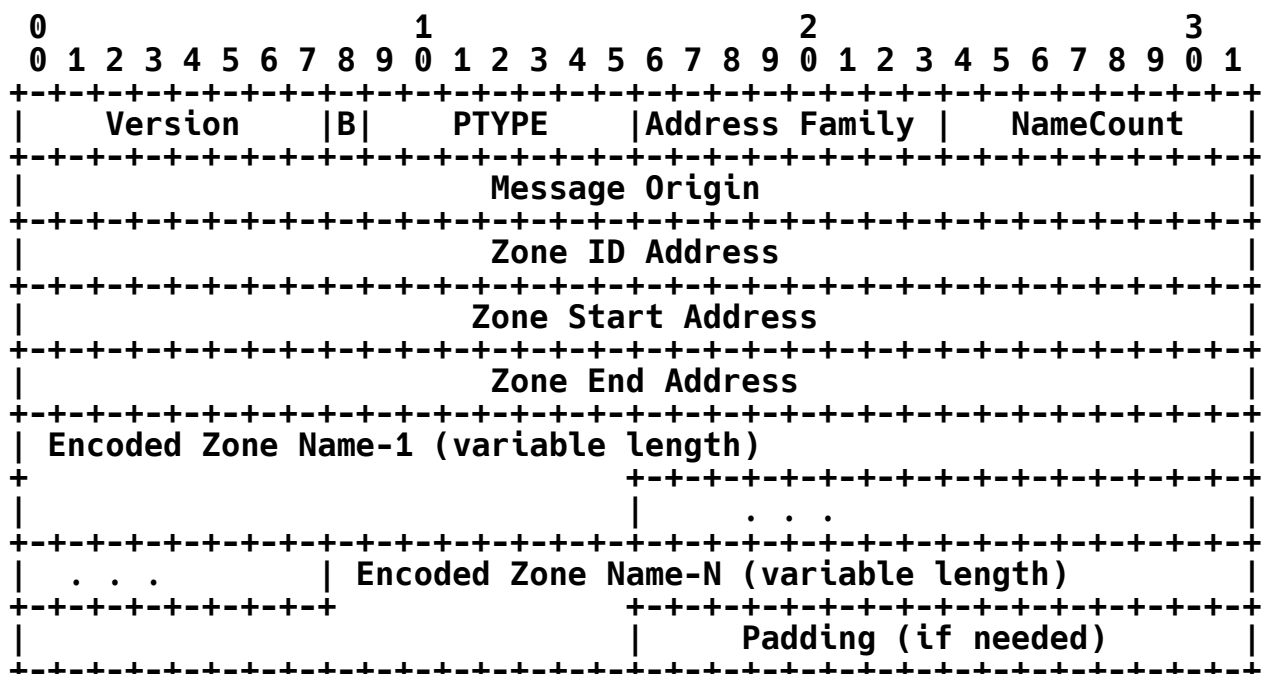 0                   1                   2                   3
 0 1 2 3 4 5 6 7 8 9 0 1 2 3 4 5 6 7 8 9 0 1 2 3 4 5 6 7 8 9 0 1
+-+-+-+-+-+-+-+-+-+-+-+-+-+-+-+-+-+-+-+-+-+-+-+-+-+-+-+-+-+-+-+-+
|    Version    |B|    PTYPE    |Address Family |   NameCount   |
+-+-+-+-+-+-+-+-+-+-+-+-+-+-+-+-+-+-+-+-+-+-+-+-+-+-+-+-+-+-+-+-+
|                        Message Origin                         |
+-+-+-+-+-+-+-+-+-+-+-+-+-+-+-+-+-+-+-+-+-+-+-+-+-+-+-+-+-+-+-+-+
|                        Zone ID Address                        |
+-+-+-+-+-+-+-+-+-+-+-+-+-+-+-+-+-+-+-+-+-+-+-+-+-+-+-+-+-+-+-+-+
|                       Zone Start Address                      |
+-+-+-+-+-+-+-+-+-+-+-+-+-+-+-+-+-+-+-+-+-+-+-+-+-+-+-+-+-+-+-+-+
|                        Zone End Address                       |
+-+-+-+-+-+-+-+-+-+-+-+-+-+-+-+-+-+-+-+-+-+-+-+-+-+-+-+-+-+-+-+-+
| Encoded Zone Name-1 (variable length)                         |
+                               +-+-+-+-+-+-+-+-+-+-+-+-+-+-+-+-+
|                               |     . . .                     |
+-+-+-+-+-+-+-+-+-+-+-+-+-+-+-+-+-+-+-+-+-+-+-+-+-+-+-+-+-+-+-+-+
|  . . .        | Encoded Zone Name-N (variable length)         |
+-+-+-+-+-+-+-+-+               +-+-+-+-+-+-+-+-+-+-+-+-+-+-+-+-+
|                               |     Padding (if needed)       |
+-+-+-+-+-+-+-+-+-+-+-+-+-+-+-+-+-+-+-+-+-+-+-+-+-+-+-+-+-+-+-+-+